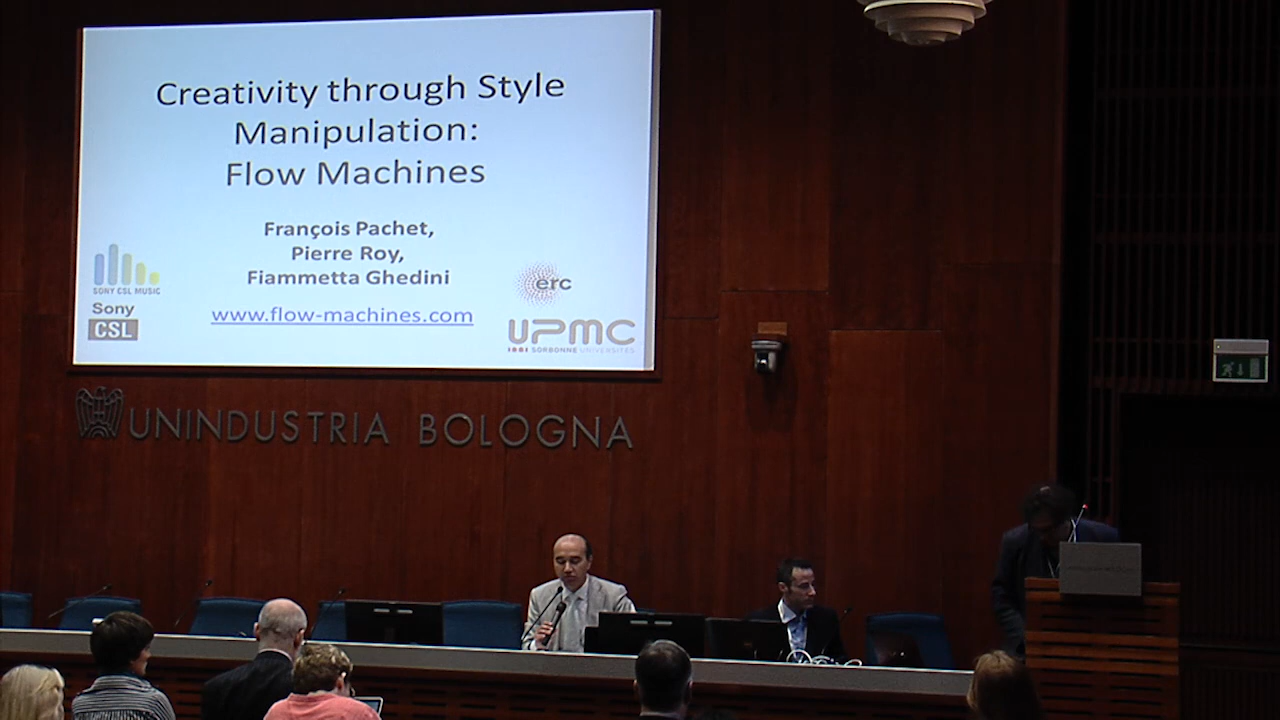 Creativity through Style
Manipulation:
Flow Machines
François Pachet,
Pierre Roy,
Fiammetta Ghedini
www.flow-machines.com
SONY CSL MUSIC
Sony
CSL
erc
UPMC
SORBONNE UNIVERSITES
UNINDUSTRIA BOLOGNA